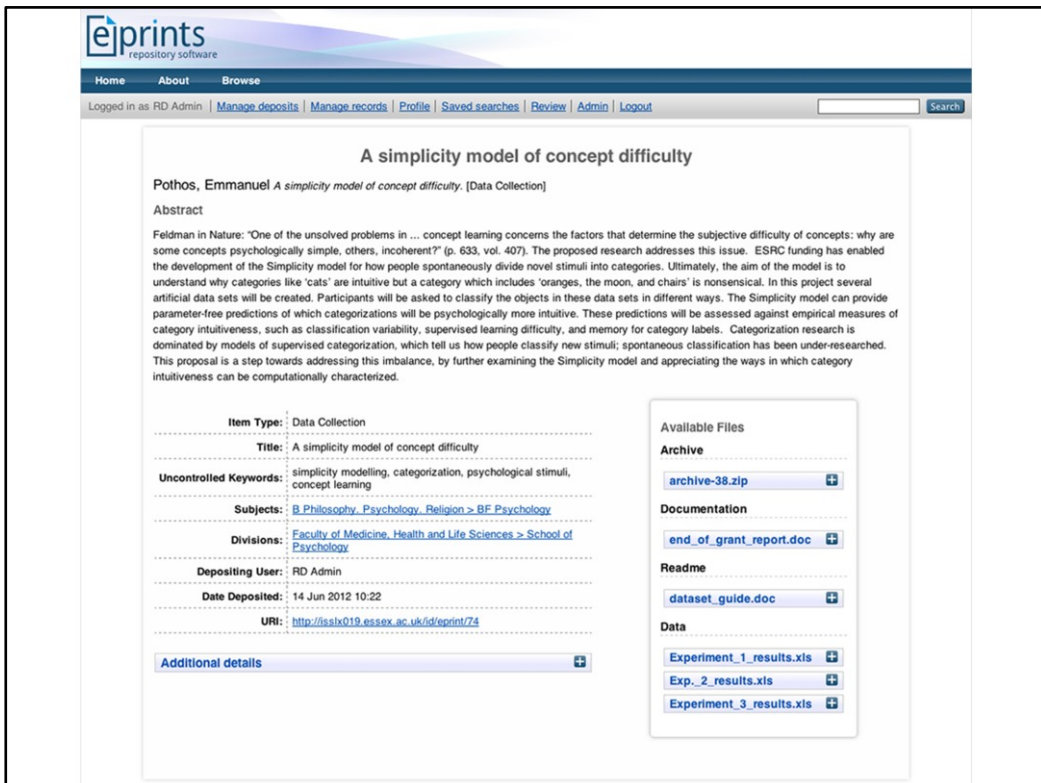 eprints
repository software
Home About Browse
Logged in as RD Admin | Manage deposits | Manage records | Profile | Saved searches | Review | Admin | Logout Search
A simplicity model of concept difficulty
Pothos, Emmanuel A simplicity model of concept difficulty. [Data Collection]
Abstract
Feldman in Nature: “One of the unsolved problems in ... concept learning concerns the factors that determine the subjective difficulty of concepts: why are
some concepts psychologically simple, others, incoherent?” (p. 633, vol. 407). The proposed research addresses this issue. ESRC funding has enabled
the development of the Simplicity model for how people spontaneously divide novel stimuli into categories. Ultimately, the aim of the model is to
understand why categories like ‘cats’ are intuitive but a category which includes ‘oranges, the moon, and chairs’ is nonsensical. In this project several
artificial data sets will be created. Participants will be asked to classify the objects in these data sets in different ways. The Simplicity model can provide
parameter-free predictions of which categorizations will be psychologically more intuitive. These predictions will be assessed against empirical measures of
category intuitiveness, such as classification variability, supervised learning difficulty, and memory for category labels. Categorization research is
dominated by models of supervised categorization, which tell us how people classify new stimuli; spontaneous classification has been under-researched.
This proposal is a step towards addressing this imbalance, by further examining the Simplicity model and appreciating the ways in which category
intuitiveness can be computationally characterized.
Item Type: Data Collection
Title: A simplicity model of concept difficulty
Uncontrolled Keywords: simplicity modelling, categorization, psychological stimuli,
concept learning
Subjects: B Philosophy. Psychology. Religion > BF Psychology
Divisions: Faculty of Medicine, Health and Life Sciences > School of
Psychology
Depositing User: RD Admin
Date Deposited: 14 Jun 2012 10:22
URI: http://isslx019.essex.ac.uk/id/eprint/74
Additional details
Available Files
Archive
archive-38.zip
Documentation
end_of_grant_report.doc
Readme
dataset_guide.doc
Data
Experiment_1_results.xls
Exp._2_results.xls
Experiment_3_results.xls